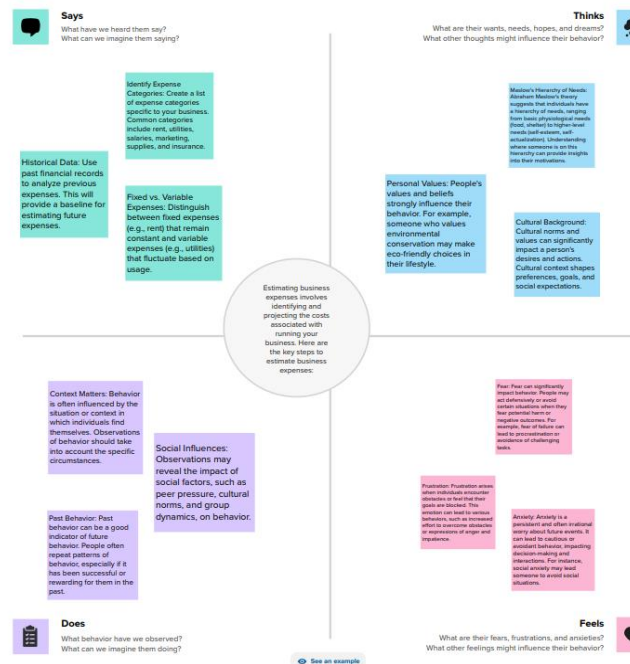 Says
What have we heard them say?
What can we imagine them saying?
Thinks
What are their wants, needs, hopes, and dreams?
What other thoughts might influence their behavior?
Identify Expense
Categories: Create a list
of expense categories
specific to your business.
Common categories
include rent, utilities,
salaries, marketing,
supplies, and insurance.
Historical Data: Use
past financial records
to analyze previous
expenses. This will
provide a baseline for
estimating future
expenses.
Fixed vs. Variable
Expenses: Distinguish
between fixed expenses
(e.g., rent) that remain
constant and variable
expenses (e.g., utilities)
that fluctuate based on
usage.
Maslow's Hierarchy of Needs:
Abraham Maslow's theory
suggests that individuals have
a hierarchy of needs, ranging
from basic physiological needs
(food, shelter) to higher-level
needs (self-esteem, self-
actualization). Understanding
where someone is on this
hierarchy can provide insights
into their motivations.
Personal Values: People's
values and beliefs
strongly influence their
behavior. For example,
someone who values
environmental
conservation may make
eco-friendly choices in
their lifestyle.
Cultural Background:
Cultural norms and
values can significantly
impact a person's
desires and actions.
Cultural context shapes
preferences, goals, and
social expectations.
Estimating business
expenses involves
identifying and
projecting the costs
associated with
running your
business. Here are
the key steps to
estimate business
expenses:
Context Matters: Behavior
is often influenced by the
situation or context in
which individuals find
themselves. Observations
of behavior should take
into account the specific
circumstances.
Social Influences:
Observations may
reveal the impact of
social factors, such as
peer pressure, cultural
norms, and group
dynamics, on behavior.
Past Behavior: Past
behavior can be a good
indicator of future
behavior. People often
repeat patterns of
behavior, especially if it
has been successful or
rewarding for them in the
past.
Fear: Fear can significantly
impact behavior. People may
act defensively or avoid
certain situations when they
fear potential harm or
negative outcomes. For
example, fear of failure can
lead to procrastination or
avoidance of challenging
tasks.
Frustration: Frustration arises
when individuals encounter
obstacles or feel that their
goals are blocked. This
emotion can lead to various
behaviors, such as increased
effort to overcome obstacles
or expressions of anger and
impatience.
Anxiety: Anxiety is a
persistent and often irrational
worry about future events. It
can lead to cautious or
avoidant behavior, impacting
decision-making and
interactions. For instance,
social anxiety may lead
someone to avoid social
situations.
Does
What behavior have we observed?
What can we imagine them doing?
Feels
What are their fears, frustrations, and anxieties?
What other feelings might influence their behavior?
See an example